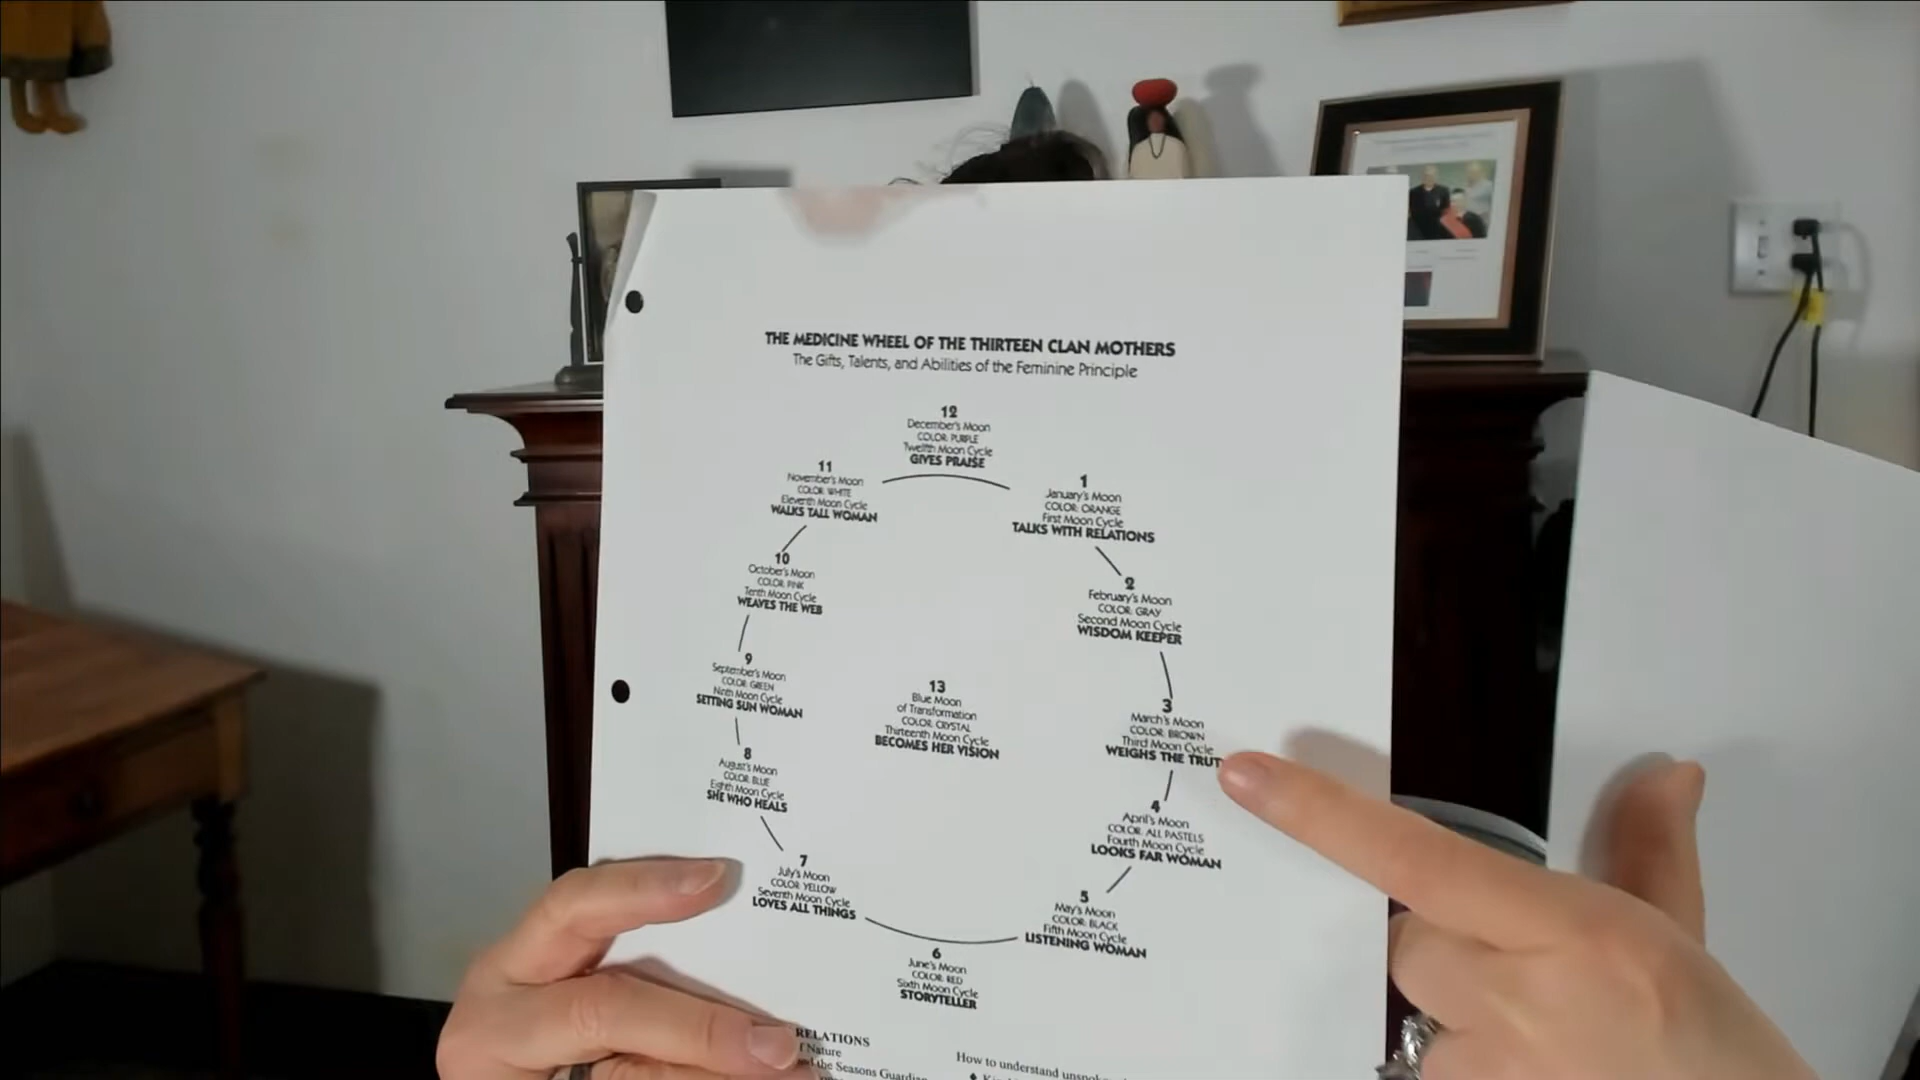 THE MEDICINE WHEEL OF THE THIRTEEN CLAN MOTHERS
The Gifts, Talents, and Abilities of the Feminine Principle
12
December's Moon
COLOR: PURPLE
Twelfth Moon Cycle
GIVES PRAISE
1
January's Moon
COLOR: ORANGE
First Moon Cycle
TALKS WITH RELATIONS
2
February's Moon
COLOR: GRAY
Second Moon Cycle
WISDOM KEEPER
3
March's Moon
COLOR: BROWN
Third Moon Cycle
WEIGHS THE TRUT
4
April's Moon
COLOR: ALL PASTELS
Fourth Moon Cycle
LOOKS FAR WOMAN
5
May's Moon
COLOR: BLACK
Fifth Moon Cycle
LISTENING WOMAN
6
June's Moon
COLOR: RED
Sixth Moon Cycle
STORYTELLER
7
July's Moon
COLOR: YELLOW
Seventh Moon Cycle
LOVES ALL THINGS
8
August's Moon
COLOR: BLUE
Eighth Moon Cycle
SHE WHO HEALS
9
September's Moon
COLOR: GREEN
Ninth Moon Cycle
SETTING SUN WOMAN
10
October's Moon
COLOR: PINK
Tenth Moon Cycle
WEAVES THE WEB
11
November's Moon
COLOR: WHITE
Eleventh Moon Cycle
WALKS TALL WOMAN
13
Blue Moon
of Transformation
COLOR: CRYSTAL
Thirteenth Moon Cycle
BECOMES HER VISION
RELATIONS
f Nature
and the Seasons Guardian
How to understand unspok